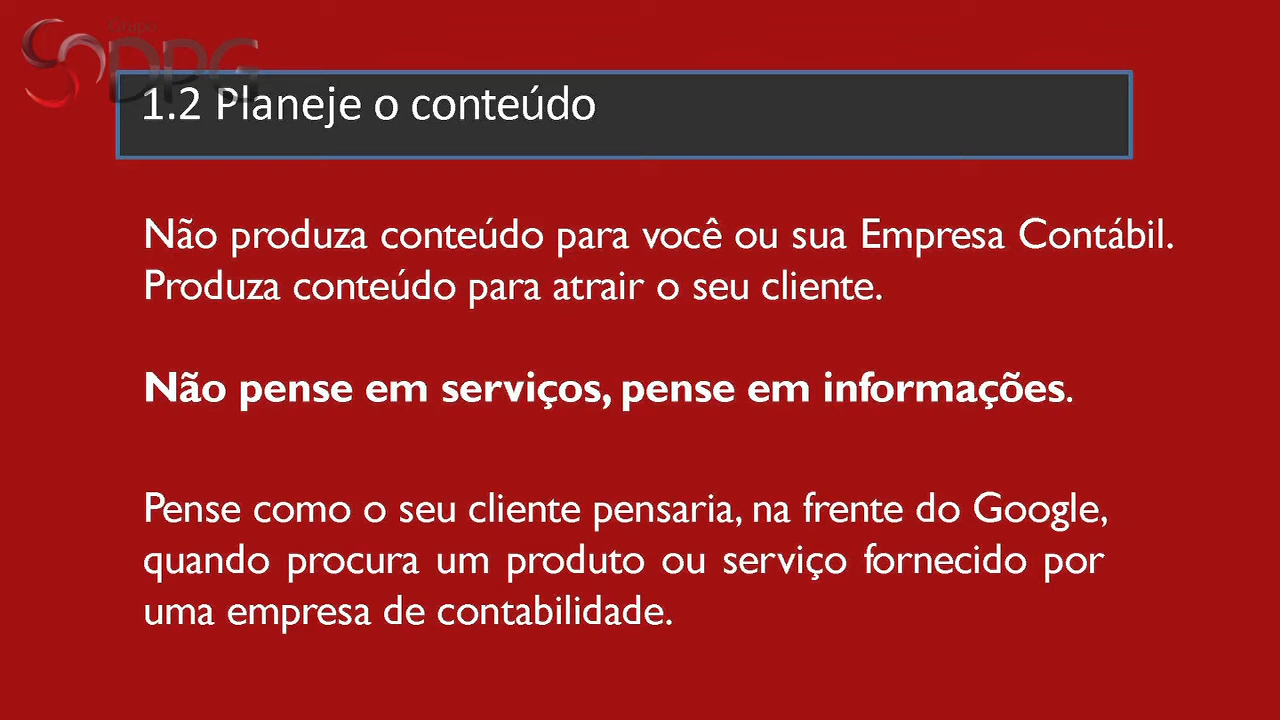 Grupo
DPG
1.2 Planeje o conteúdo
Não produza conteúdo para você ou sua Empresa Contábil.
Produza conteúdo para atrair o seu cliente.
Não pense em serviços, pense em informações.
Pense como o seu cliente pensaria, na frente do Google,
quando procura um produto ou serviço fornecido por
uma empresa de contabilidade.